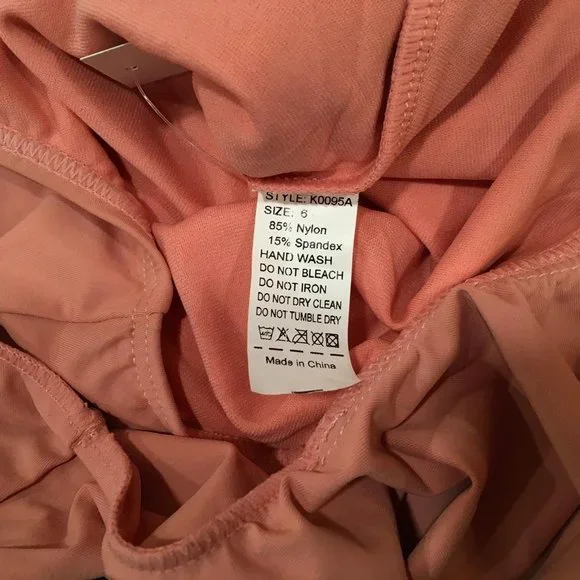 STYLE: K0095A
SIZE: 6
85% Nylon
15% Spandex
HAND WASH
DO NOT BLEACH
DO NOT IRON
DO NOT DRY CLEAN
DO NOT TUMBLE DRY
Made in China